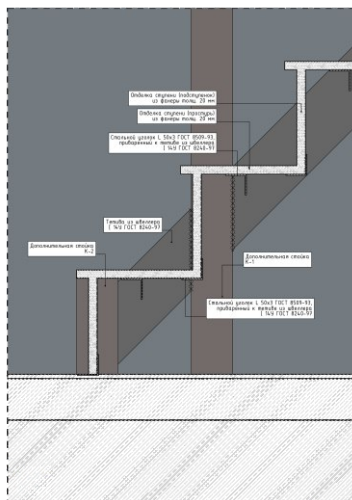 Отделка ступени (подступенок)
из фанеры толщ. 20 мм
Отделка ступени (проступь)
из фанеры толщ. 20 мм
Стальной уголок L 50х3 ГОСТ 8509-93,
приваренный к тетиве из швеллера
[ 14У ГОСТ 8240-97
Тетива из швеллера
[ 14У ГОСТ 8240-97
Дополнительная стойка
К-2
Дополнительная стойка
К-1
Стальной уголок L 50х3 ГОСТ 8509-93,
приваренный к тетиве из швеллера
[ 14У ГОСТ 8240-97